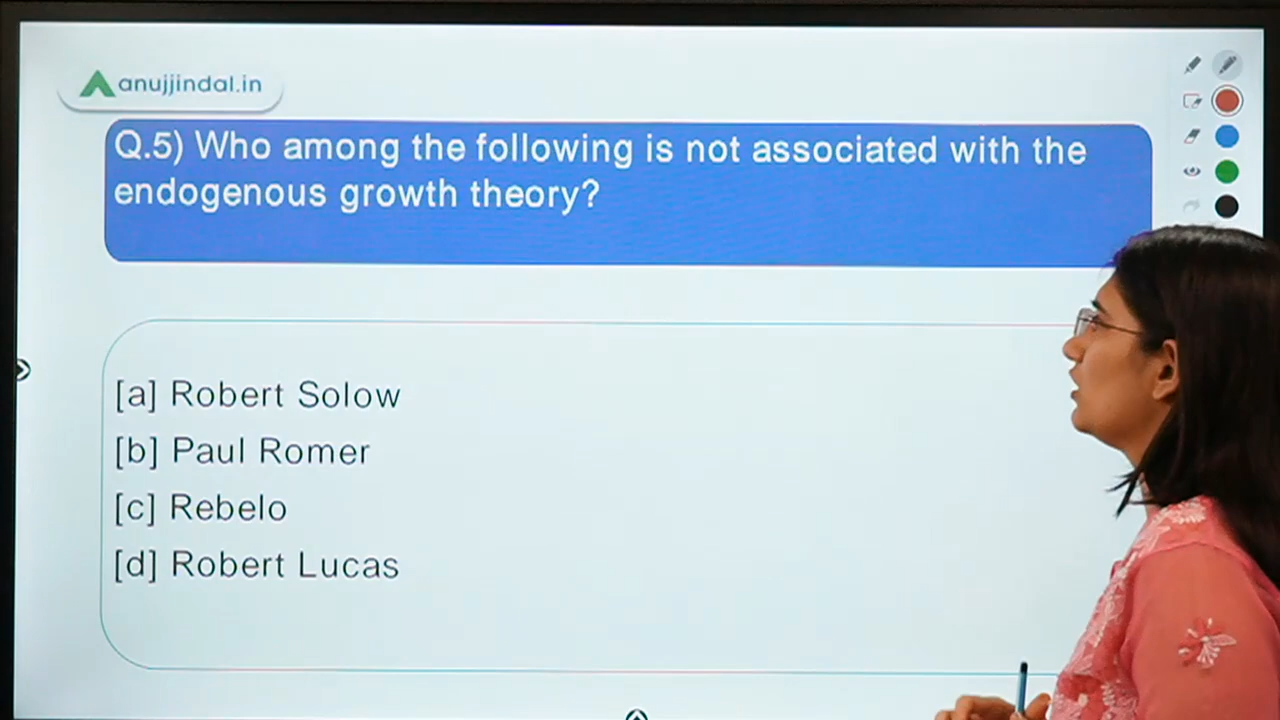 anujjindal.in
Q.5) Who among the following is not associated with the
endogenous growth theory?
[a] Robert Solow
[b] Paul Romer
[c] Rebelo
[d] Robert Lucas